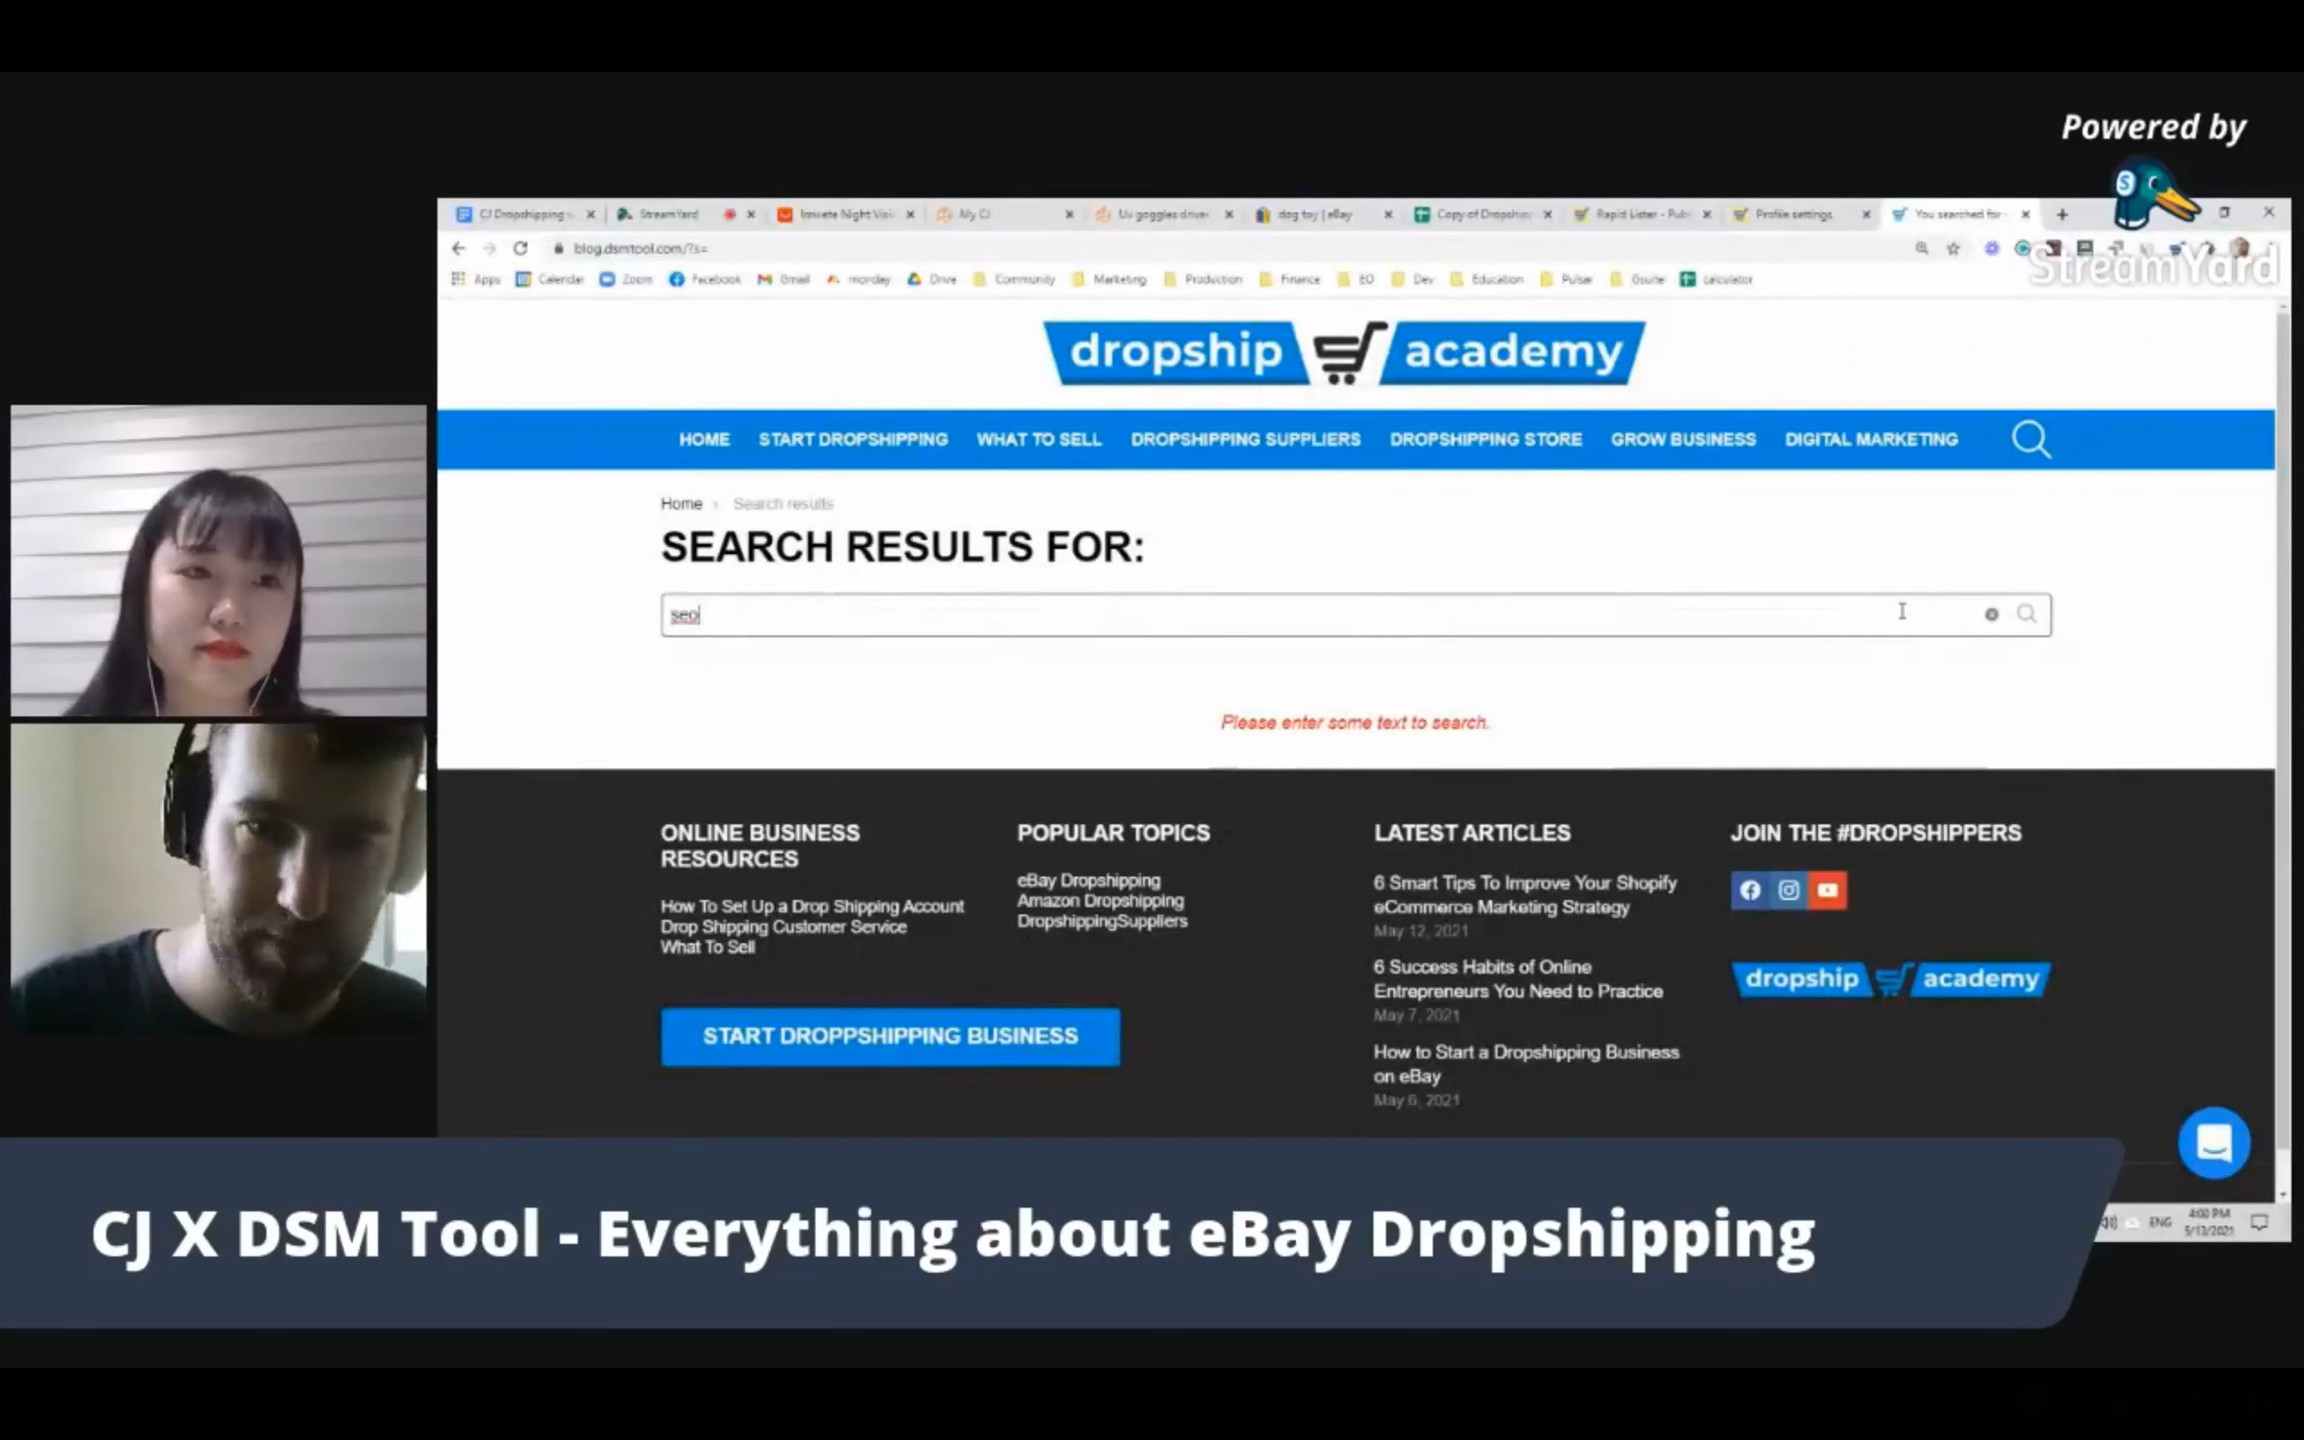 Powered by
StreamYard
CJ Dropshipping
StreamYard
My CJ
dog toy | eBay
Copy of Dropship
Rapid Lister - Pub
Profile settings
You searched for
blog.dsmtool.com/?s=
Apps Calendar Zoom Facebook Gmail monday Drive Community Marketing Production Finance EO Dev Education Pulsar Gsuite calculator
dropship academy
HOME START DROPSHIPPING WHAT TO SELL DROPSHIPPING SUPPLIERS DROPSHIPPING STORE GROW BUSINESS DIGITAL MARKETING
Home › Search results
SEARCH RESULTS FOR:
seo
Please enter some text to search.
ONLINE BUSINESS
RESOURCES
How To Set Up a Drop Shipping Account
Drop Shipping Customer Service
What To Sell
START DROPPSHIPPING BUSINESS
POPULAR TOPICS
eBay Dropshipping
Amazon Dropshipping
DropshippingSuppliers
LATEST ARTICLES
6 Smart Tips To Improve Your Shopify
eCommerce Marketing Strategy
May 12, 2021
6 Success Habits of Online
Entrepreneurs You Need to Practice
May 7, 2021
How to Start a Dropshipping Business
on eBay
May 6, 2021
JOIN THE #DROPSHIPPERS
dropship academy
ENG
4:00 PM
5/13/2021
CJ X DSM Tool - Everything about eBay Dropshipping